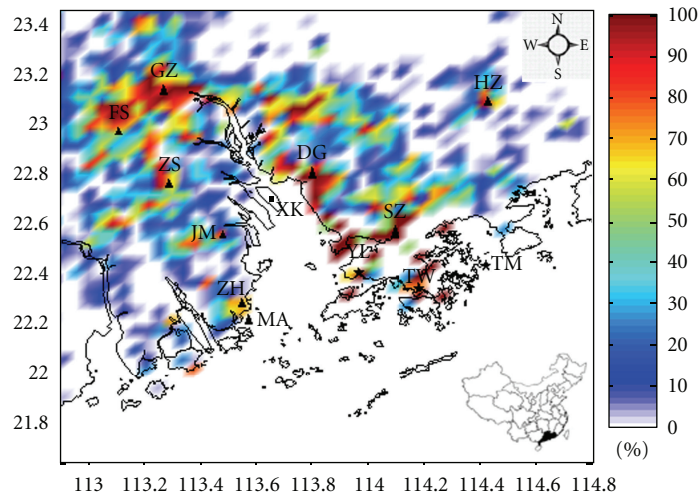 23.4
23.2
23
22.8
22.6
22.4
22.2
22
21.8
113 113.2 113.4 113.6 113.8 114 114.2 114.4 114.6 114.8
N
W E
S
GZ
HZ
FS
DG
ZS
XK
SZ
JM
YL
TM
TW
ZH
MA
100
90
80
70
60
50
40
30
20
10
0
(%)